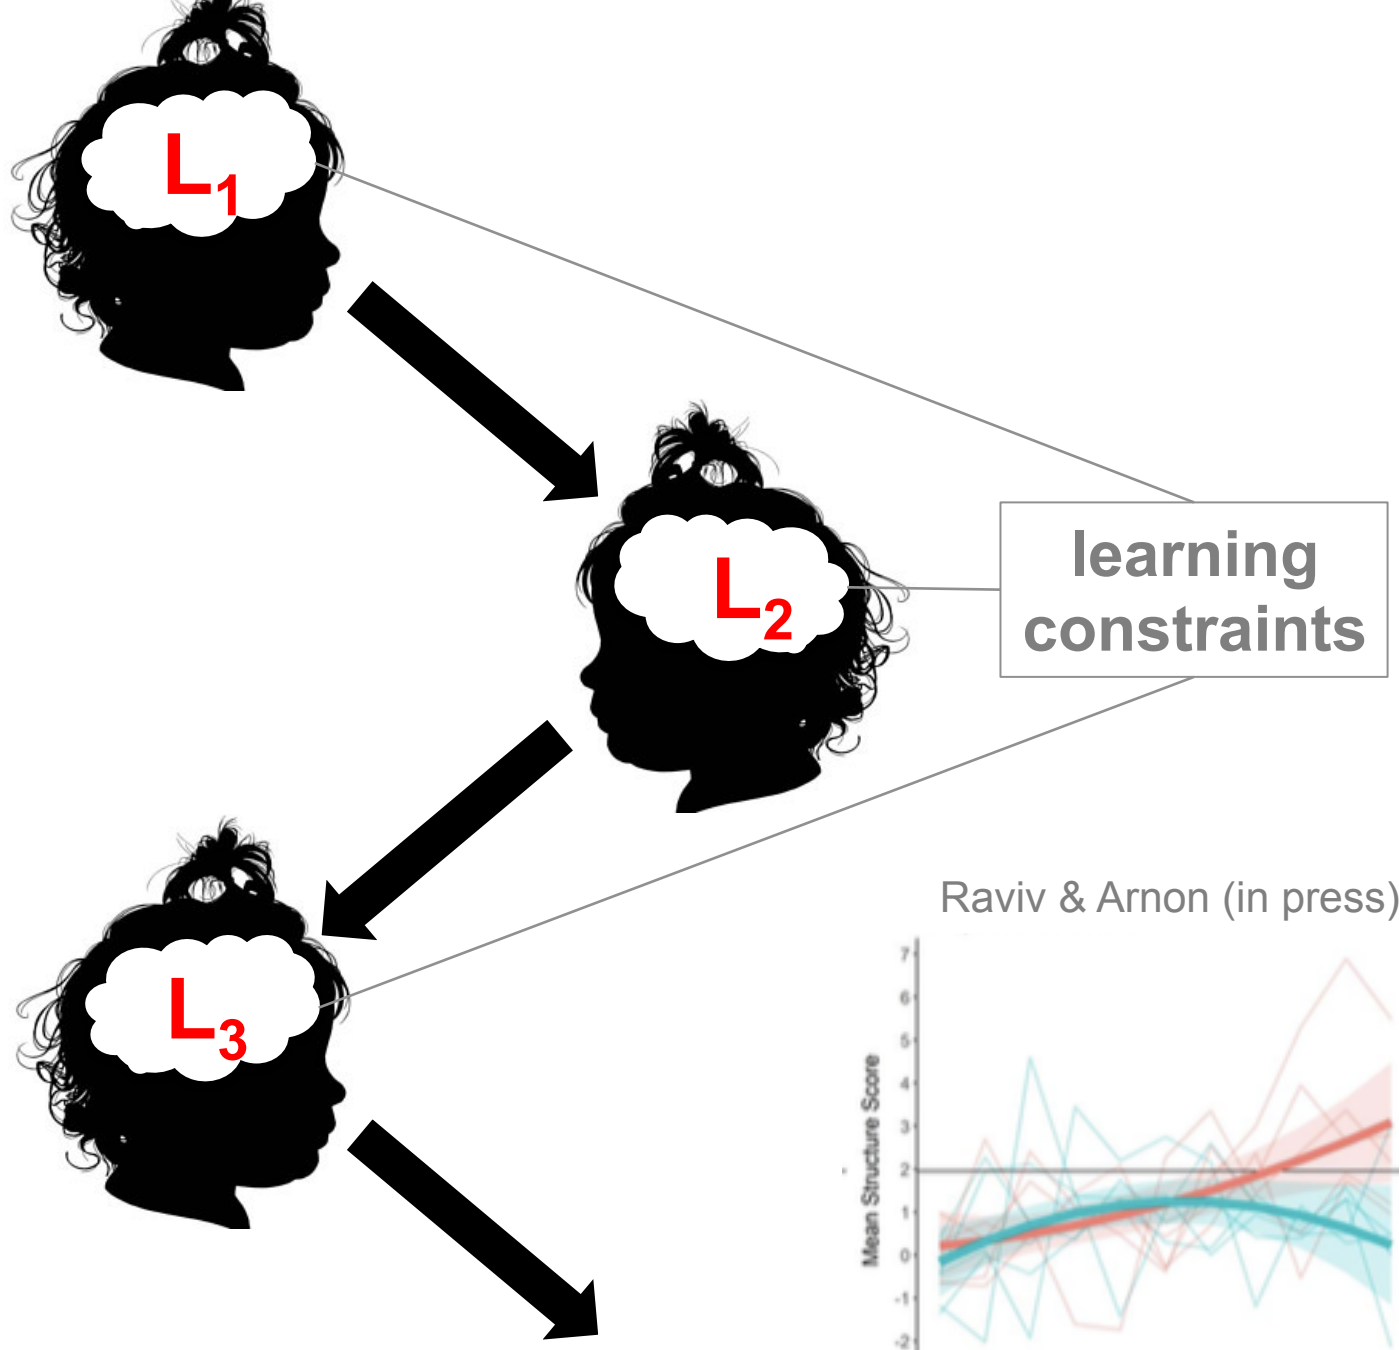 L1
L2
learning
constraints
L3
Raviv & Arnon (in press)
Mean Structure Score
7
6
5
4
3
2
1
0
-1
-2